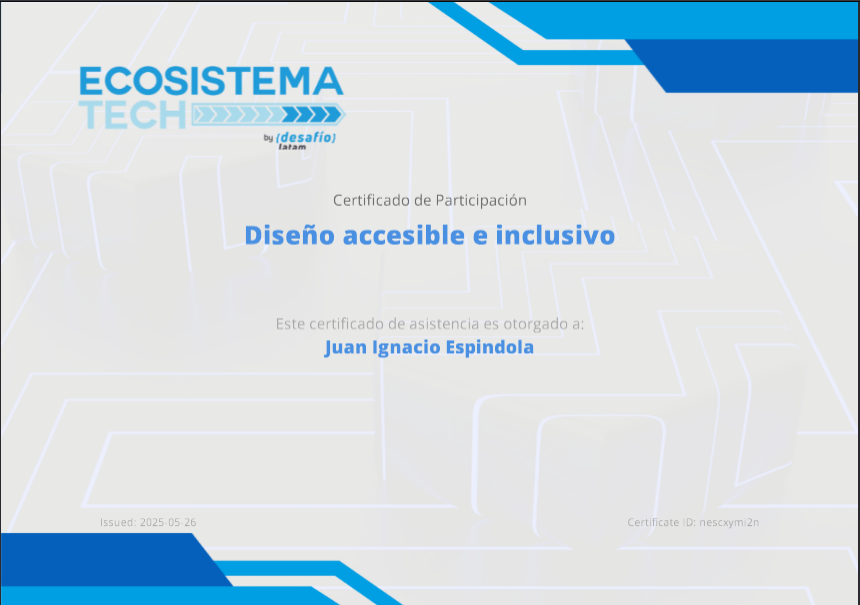 ECOSISTEMA
TECH
by {desafío)
latam
Certificado de Participación
Diseño accesible e inclusivo
Este certificado de asistencia es otorgado a:
Juan Ignacio Espindola
Issued: 2025-05-26
Certificate ID: nescxymi2n